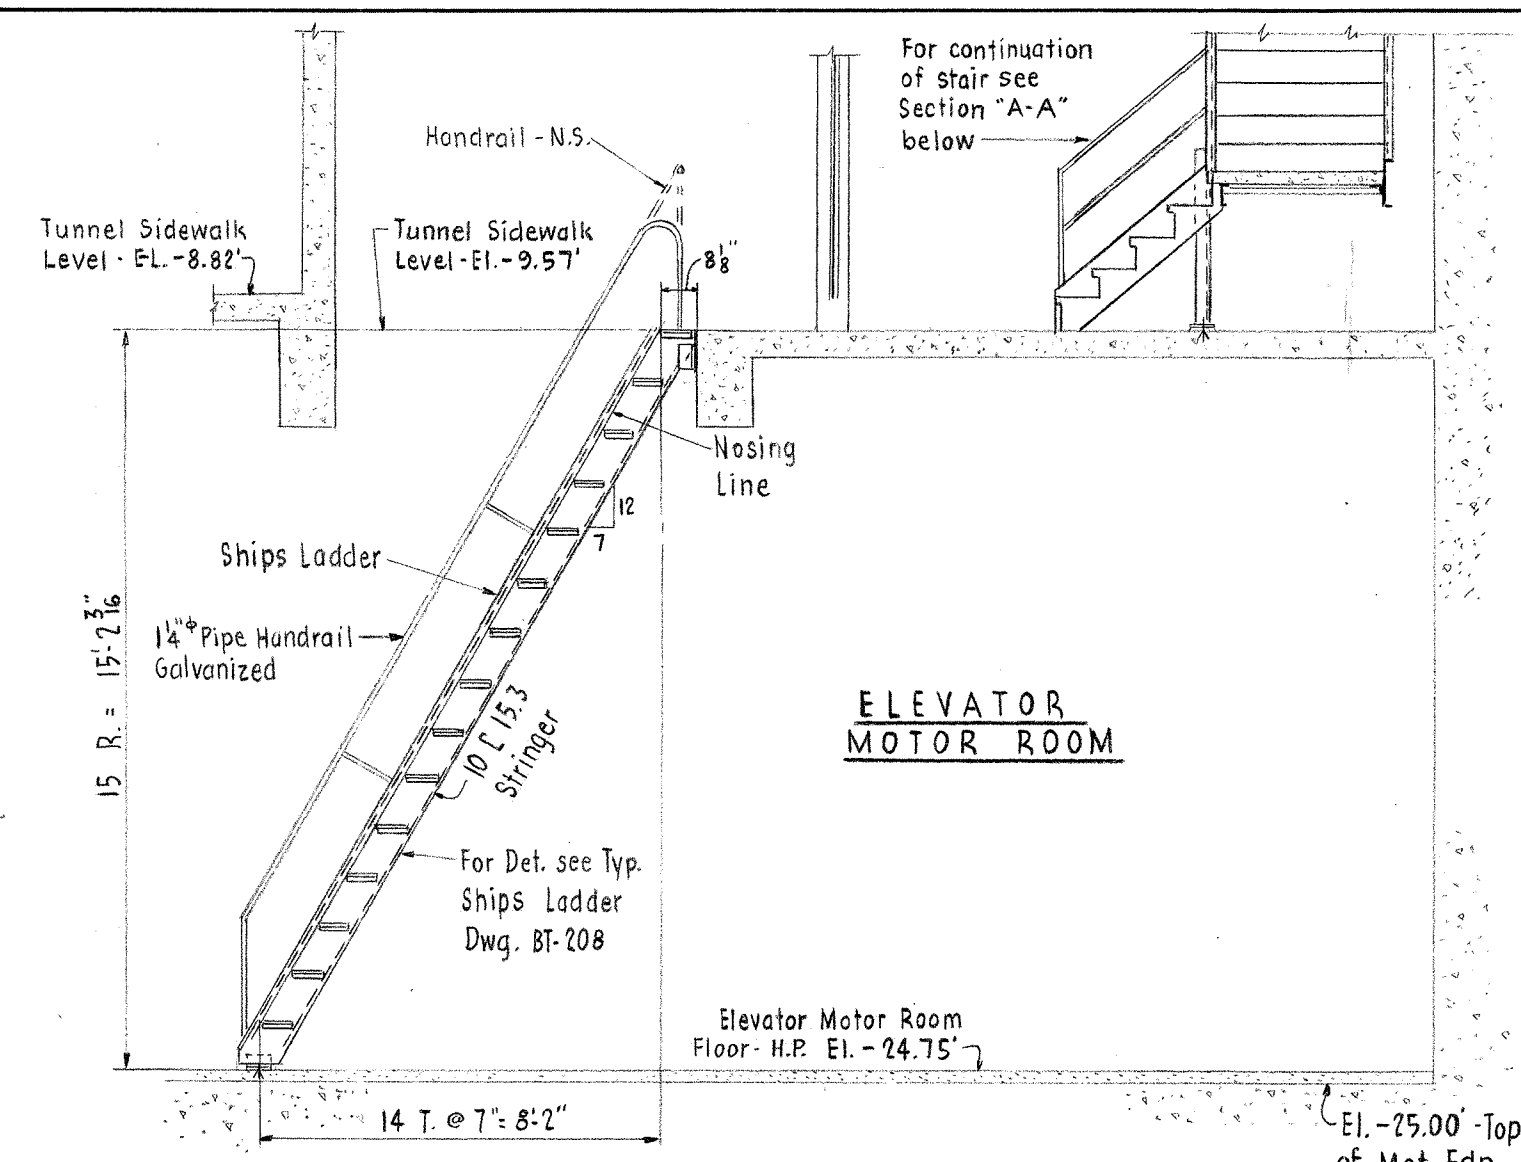 For continuation
of stair see
Section "A-A"
below
Handrail - N.S.
Tunnel Sidewalk
Level - EL. -8.82'
Tunnel Sidewalk
Level - El. -9.57'
8 1/8"
Nosing
Line
12
7
Ships Ladder
1 1/4" ϕ Pipe Handrail
Galvanized
15 R. = 15'-2 3/16"
10 [ 15.3
Stringer
ELEVATOR
MOTOR ROOM
For Det. see Typ.
Ships Ladder
Dwg. BT-208
Elevator Motor Room
Floor - H.P. El. -24.75'
14 T. @ 7" = 8'-2"
El. -25.00' - Top
of Mat Fdn.